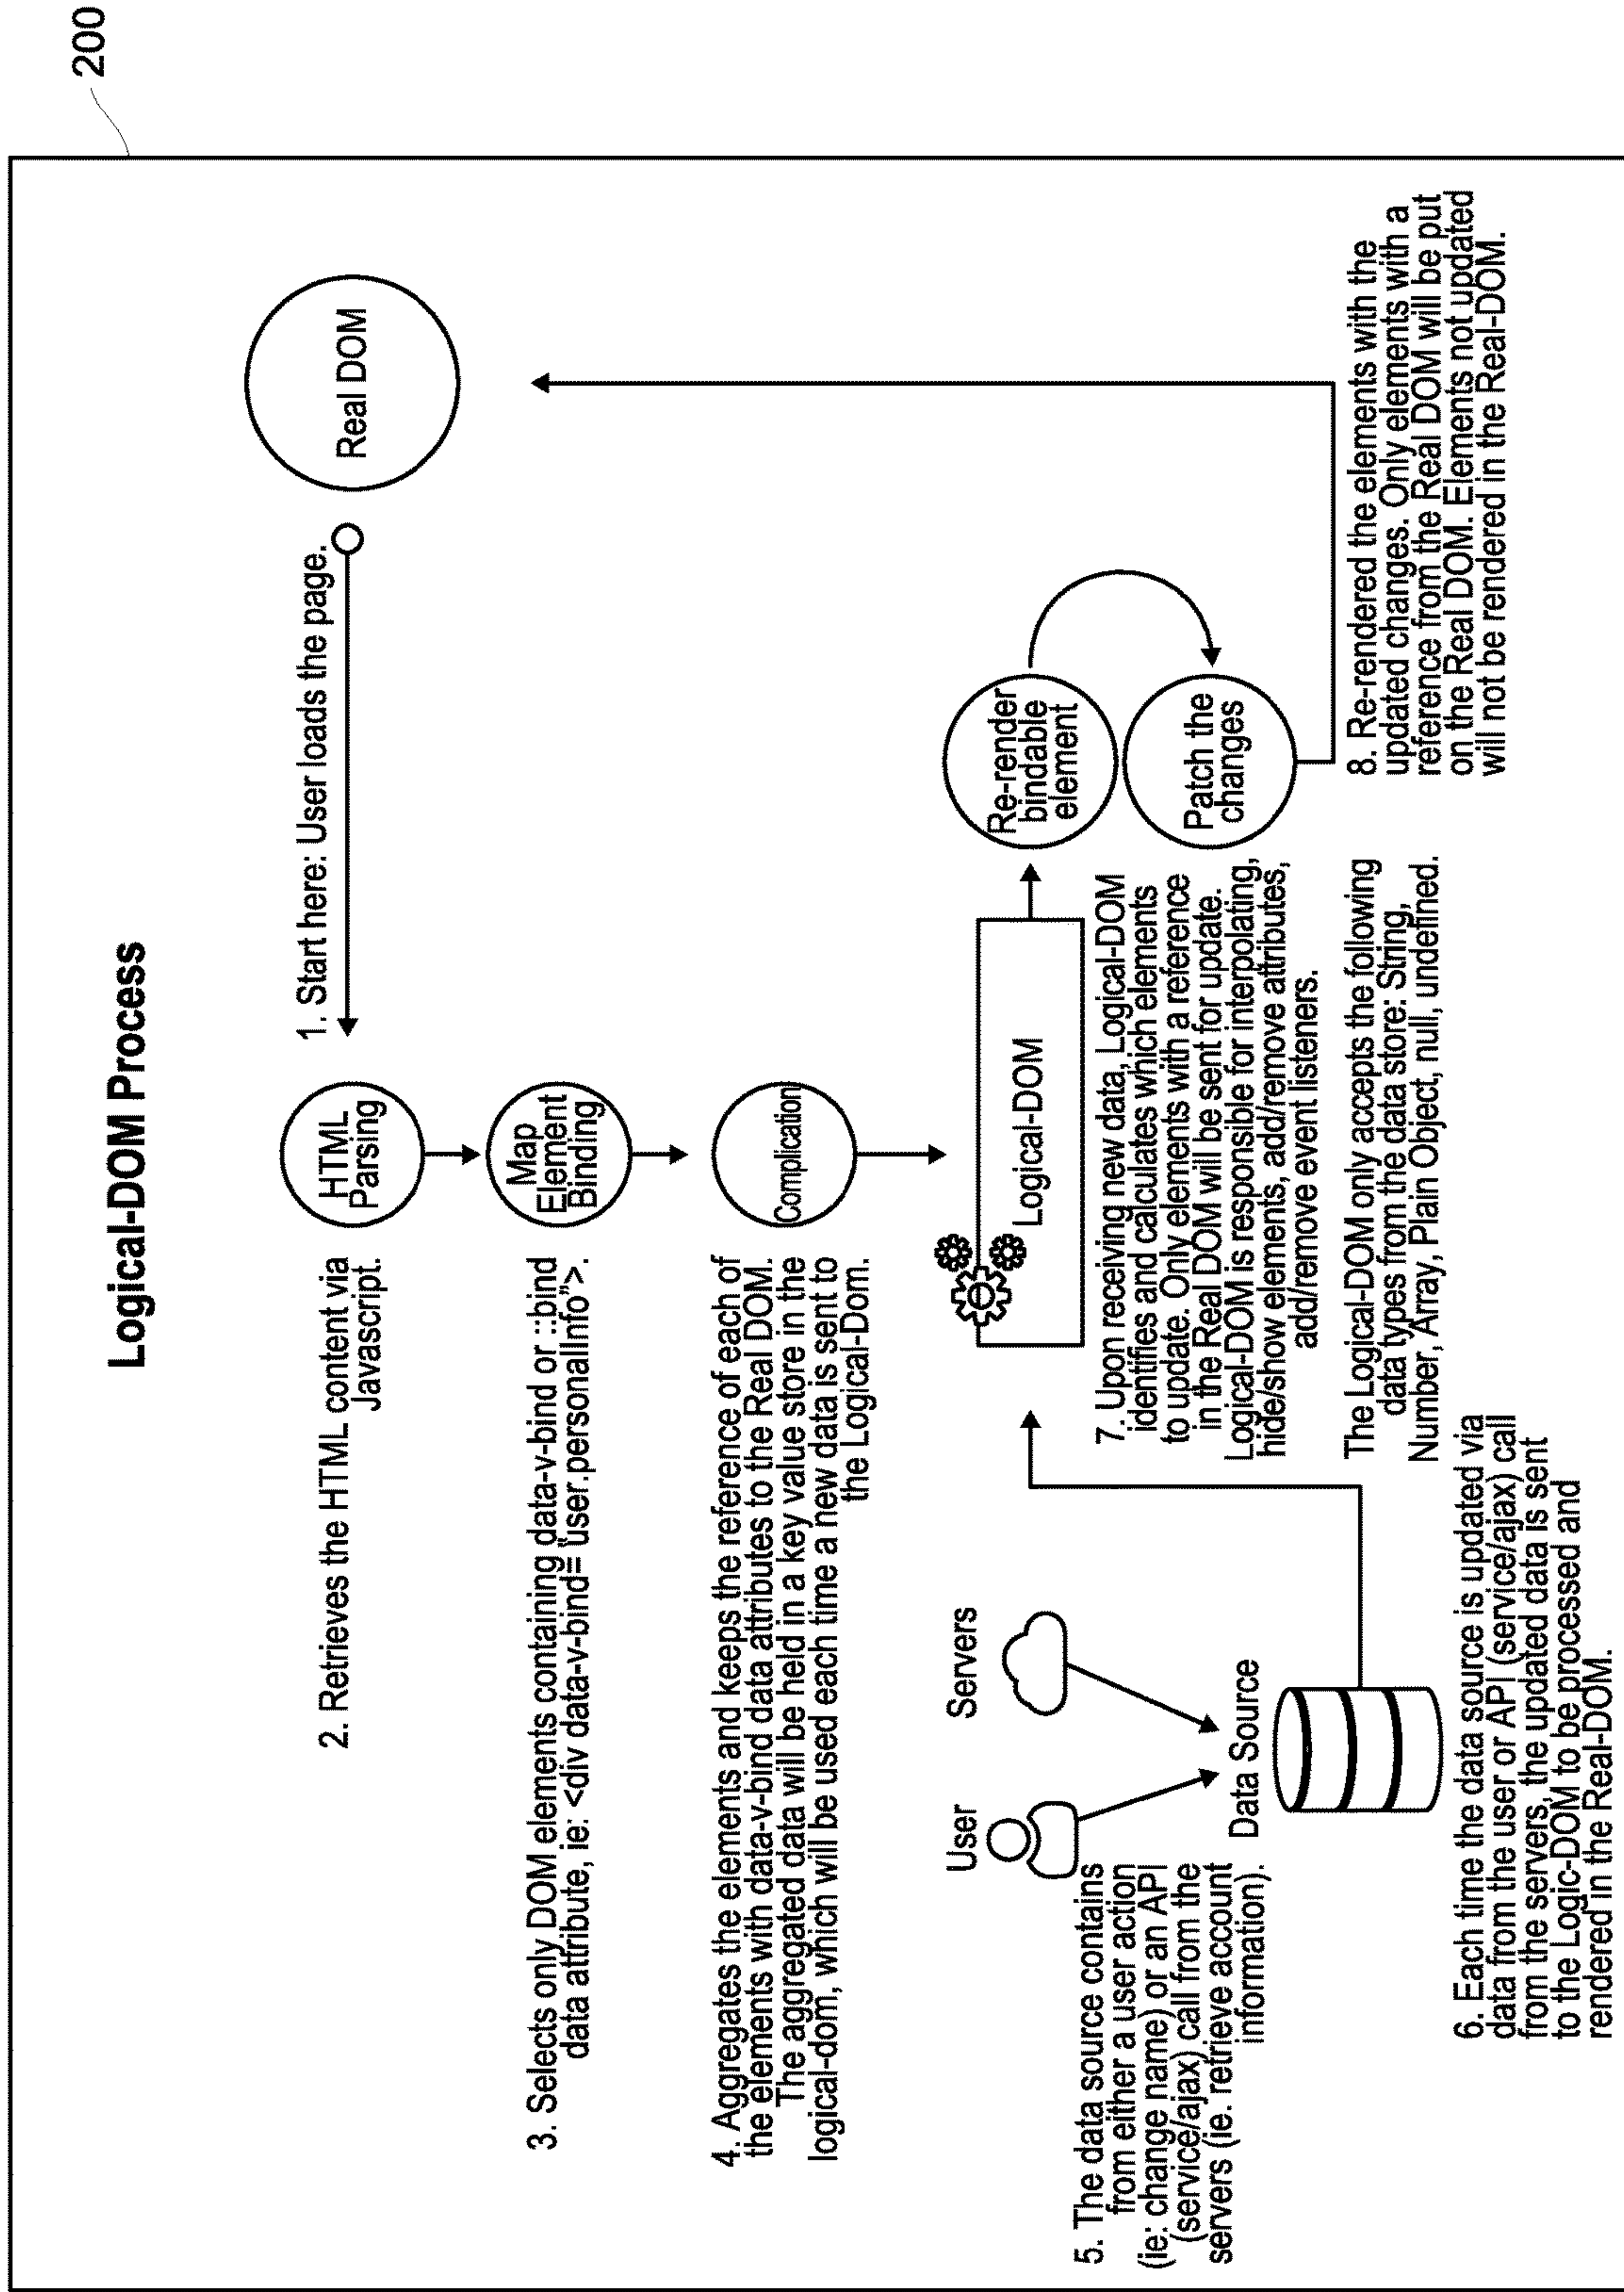 200
Logical-DOM Process
Real DOM
1. Start here: User loads the page.
HTML
Parsing
2. Retrieves the HTML content via
Javascript.
Map
Element
Binding
3. Selects only DOM elements containing data-v-bind or ::bind
data attribute, ie: <div data-v-bind="user.personalInfo">.
Complication
4. Aggregates the elements and keeps the reference of each of
the elements with data-v-bind data attributes to the Real DOM.
The aggregated data will be held in a key value store in the
logical-dom, which will be used each time a new data is sent to
the Logical-Dom.
User
Servers
5. The data source contains
from either a user action
(ie: change name) or an API
(service/ajax) call from the
servers (ie. retrieve account
information).
Data Source
6. Each time the data source is updated via
data from the user or API (service/ajax) call
from the servers, the updated data is sent
to the Logic-DOM to be processed and
rendered in the Real-DOM.
Logical-DOM
7. Upon receiving new data, Logical-DOM
identifies and calculates which elements
to update. Only elements with a reference
in the Real DOM will be sent for update.
Logical-DOM is responsible for interpolating,
hide/show elements, add/remove attributes,
add/remove event listeners.
The Logical-DOM only accepts the following
data types from the data store: String,
Number, Array, Plain Object, null, undefined.
Re-render
bindable
element
Patch the
changes
8. Re-rendered the elements with the
updated changes. Only elements with a
reference from the Real DOM will be put
on the Real DOM. Elements not updated
will not be rendered in the Real-DOM.